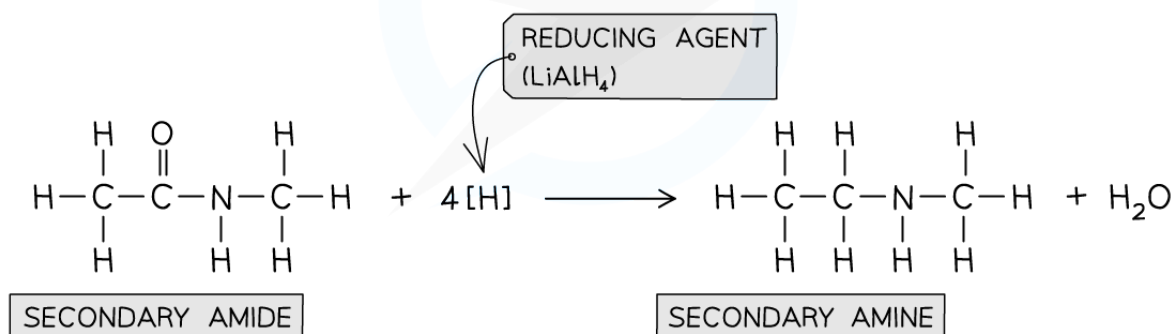 REDUCING AGENT
(LiAlH₄)
H O H
H–C–C–N–C–H + 4[H] ⟶ H–C–C–N–C–H + H₂O
H H H
H H H
H H H H
SECONDARY AMIDE
SECONDARY AMINE